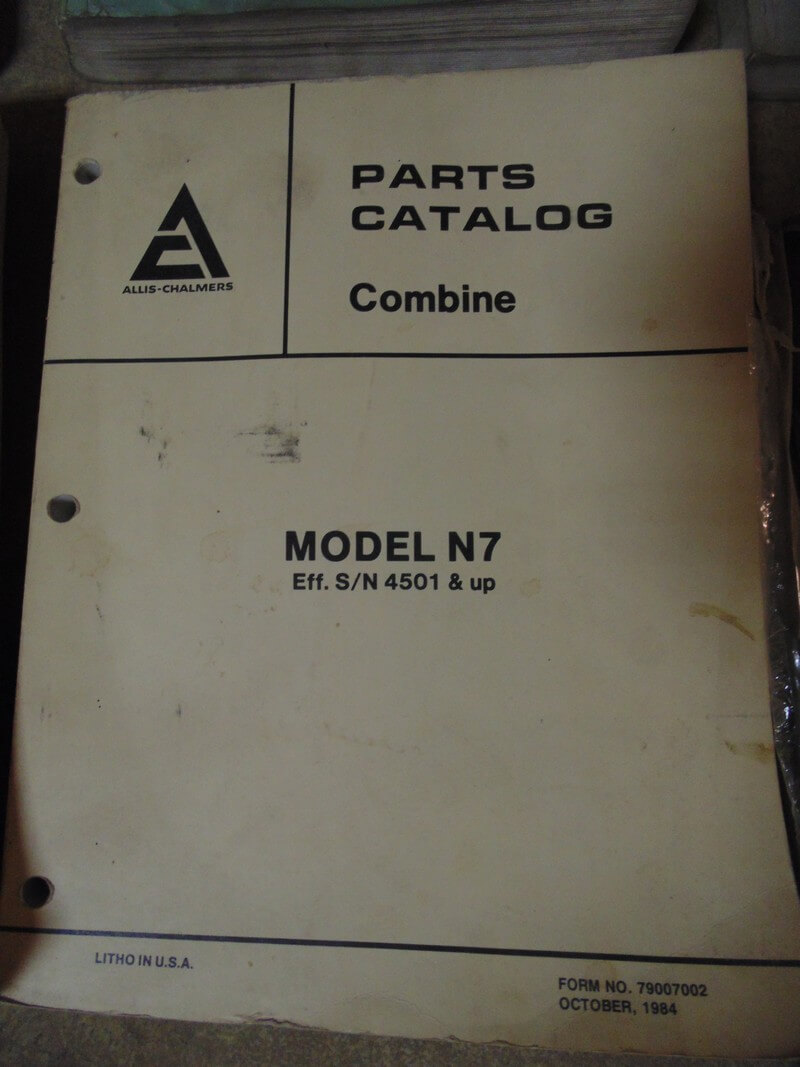 ALLIS-CHALMERS
PARTS
CATALOG
Combine
MODEL N7
Eff. S/N 4501 & up
LITHO IN U.S.A.
FORM NO. 79007002
OCTOBER, 1984